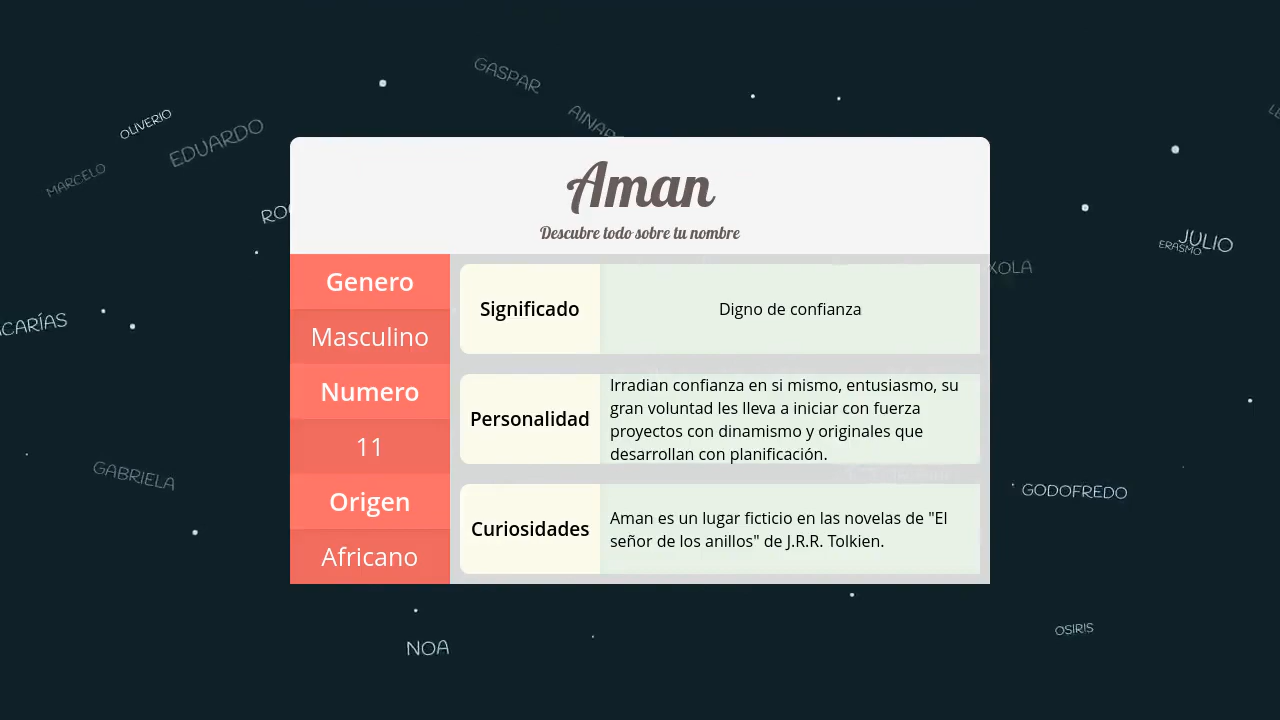 GASPAR
OLIVERIO
EDUARDO
MARCELO
Aman
Descubre todo sobre tu nombre
JULIO
ERASMO
Genero
Masculino
Numero
11
Origen
Africano
Significado
Digno de confianza
Personalidad
Irradian confianza en si mismo, entusiasmo, su
gran voluntad les lleva a iniciar con fuerza
proyectos con dinamismo y originales que
desarrollan con planificación.
Curiosidades
Aman es un lugar ficticio en las novelas de "El
señor de los anillos" de J.R.R. Tolkien.
GABRIELA
GODOFREDO
NOA
OSIRIS